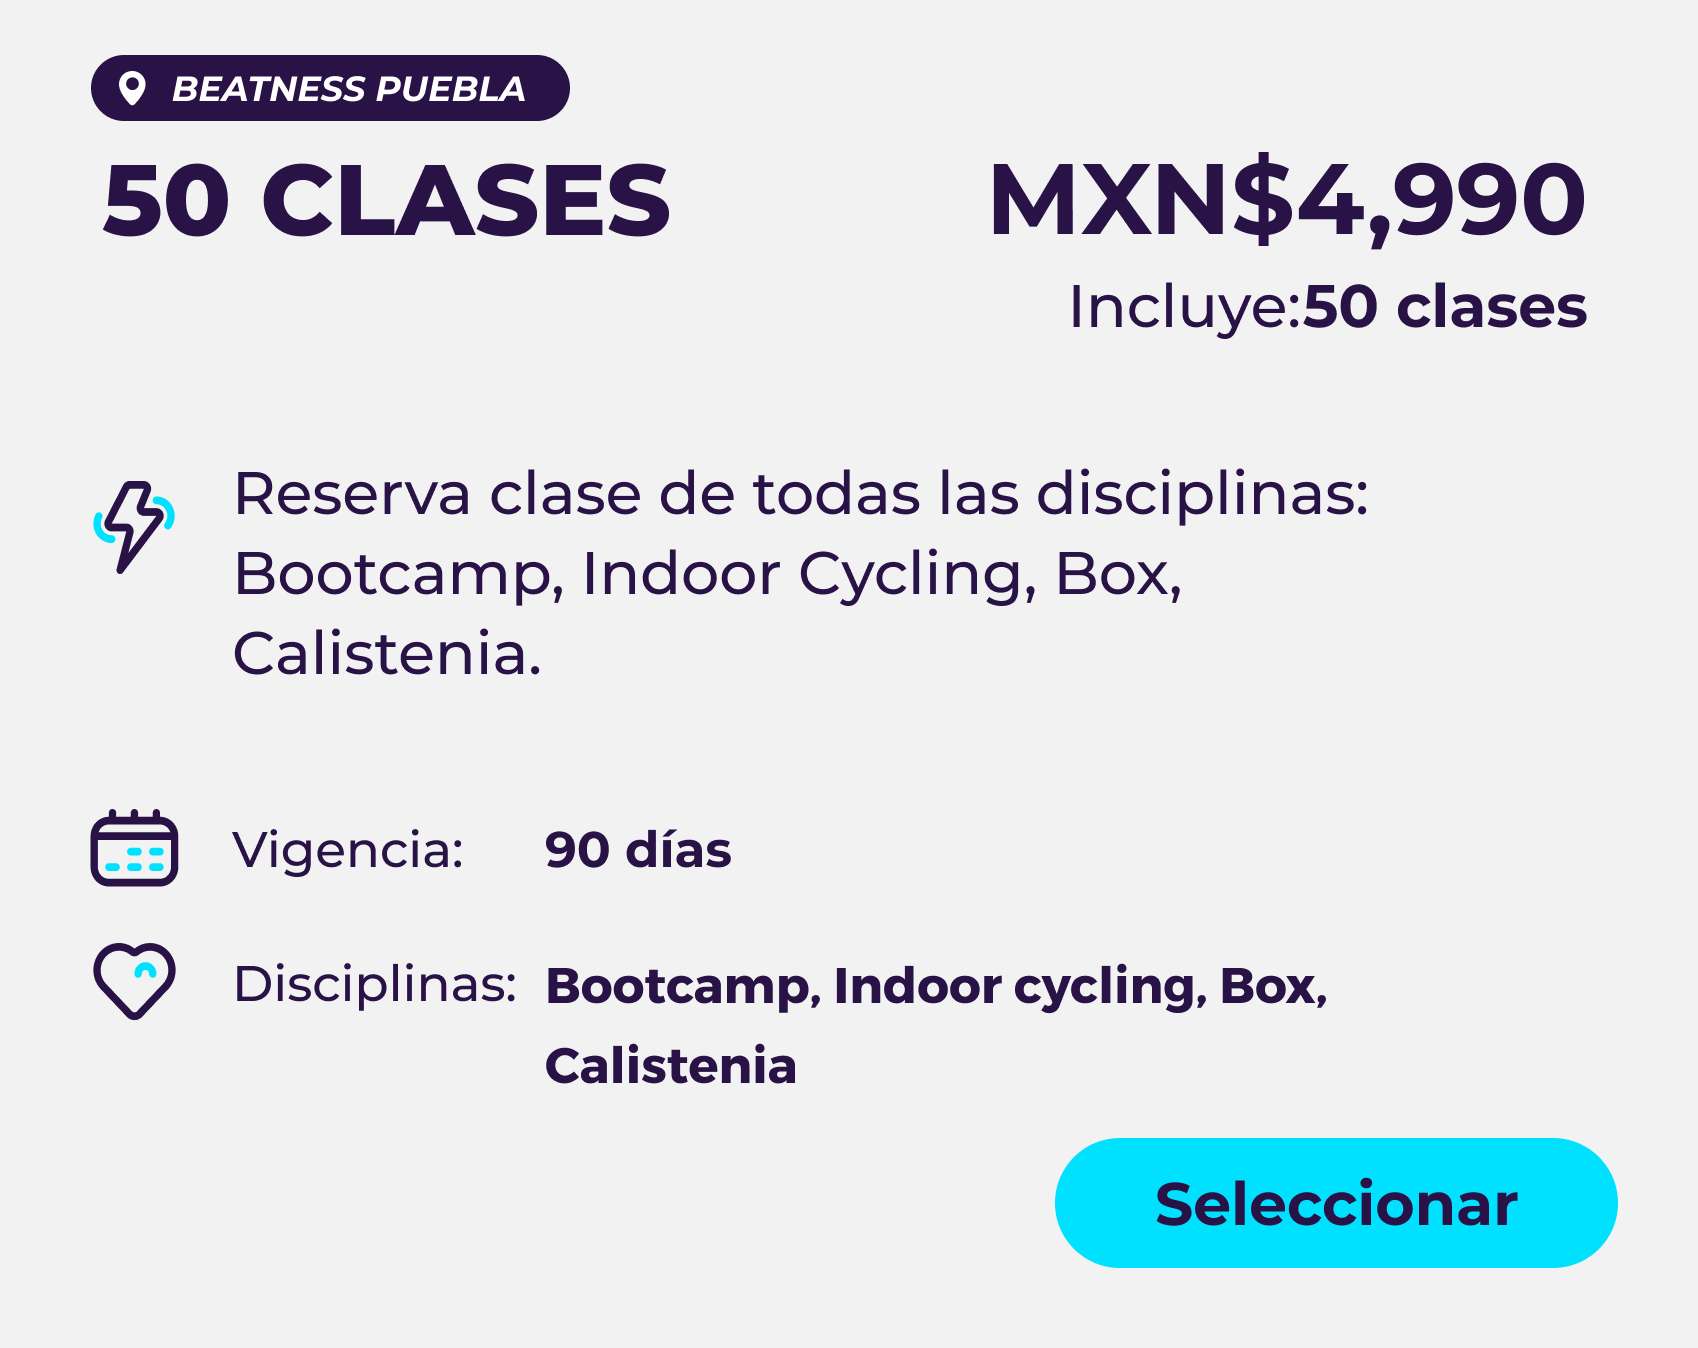 BEATNESS PUEBLA
50 CLASES
MXN$4,990
Incluye:50 clases
Reserva clase de todas las disciplinas:
Bootcamp, Indoor Cycling, Box,
Calistenia.
Vigencia: 90 días
Disciplinas: Bootcamp, Indoor cycling, Box,
Calistenia
Seleccionar